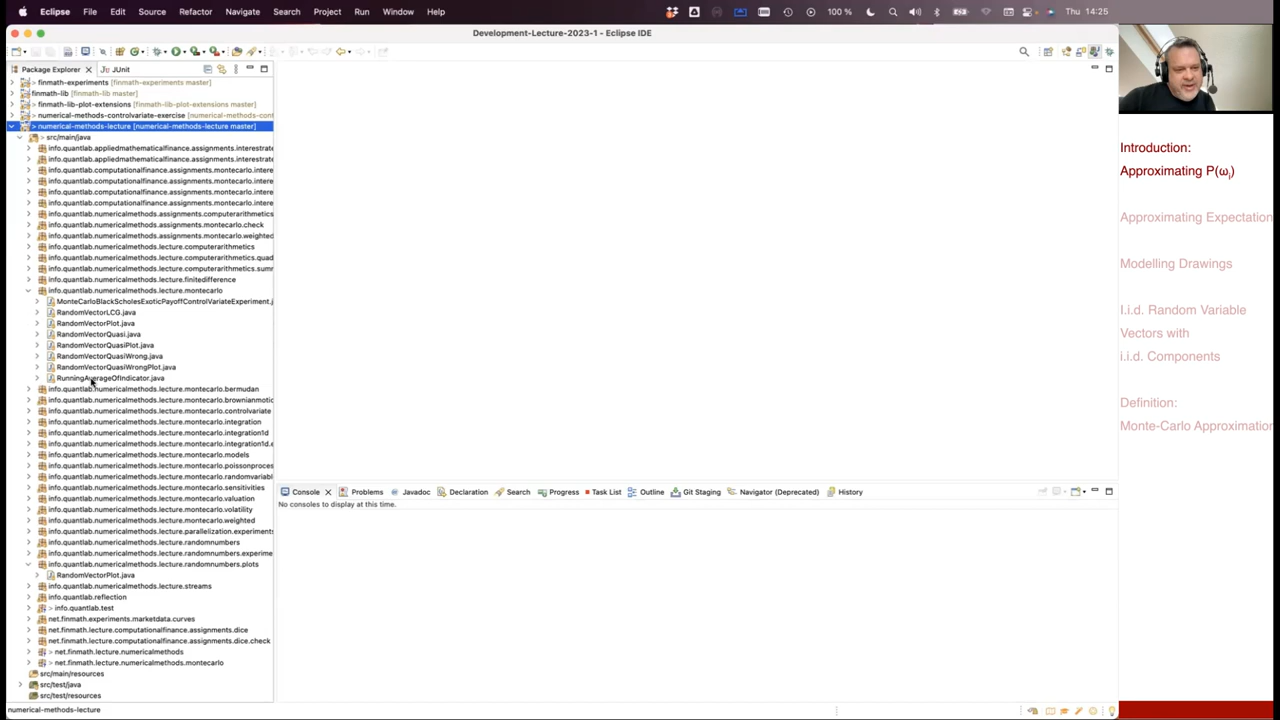 Eclipse File Edit Source Refactor Navigate Search Project Run Window Help
100 %
Thu 14:25
Development-Lecture-2023-1 - Eclipse IDE
Package Explorer
JUnit
> finmath-experiments [finmath-experiments master]
finmath-lib [finmath-lib master]
> finmath-lib-plot-extensions [finmath-lib-plot-extensions master]
> numerical-methods-controlvariate-exercise [numerical-methods-cont
> numerical-methods-lecture [numerical-methods-lecture master]
> src/main/java
info.quantlab.appliedmathematicalfinance.assignments.interestrate
info.quantlab.appliedmathematicalfinance.assignments.interestrate
info.quantlab.computationalfinance.assignments.montecarlo.intere
info.quantlab.computationalfinance.assignments.montecarlo.intere
info.quantlab.computationalfinance.assignments.montecarlo.intere
info.quantlab.computationalfinance.assignments.montecarlo.intere
info.quantlab.numericalmethods.assignments.computerarithmetics
info.quantlab.numericalmethods.assignments.montecarlo.check
info.quantlab.numericalmethods.assignments.montecarlo.weighted
info.quantlab.numericalmethods.lecture.computerarithmetics
info.quantlab.numericalmethods.lecture.computerarithmetics.quad
info.quantlab.numericalmethods.lecture.computerarithmetics.sum
info.quantlab.numericalmethods.lecture.finitedifference
info.quantlab.numericalmethods.lecture.montecarlo
MonteCarloBlackScholesExoticPayoffControlVariateExperiment.j
RandomVectorLCG.java
RandomVectorPlot.java
RandomVectorQuasi.java
RandomVectorQuasiPlot.java
RandomVectorQuasiWrong.java
RandomVectorQuasiWrongPlot.java
RunningAverageOfIndicator.java
info.quantlab.numericalmethods.lecture.montecarlo.bermudan
info.quantlab.numericalmethods.lecture.montecarlo.brownianmotic
info.quantlab.numericalmethods.lecture.montecarlo.controlvariate
info.quantlab.numericalmethods.lecture.montecarlo.integration
info.quantlab.numericalmethods.lecture.montecarlo.integration1d
info.quantlab.numericalmethods.lecture.montecarlo.integration1d.e
info.quantlab.numericalmethods.lecture.montecarlo.models
info.quantlab.numericalmethods.lecture.montecarlo.poissonproces
info.quantlab.numericalmethods.lecture.montecarlo.randomvariabl
info.quantlab.numericalmethods.lecture.montecarlo.sensitivities
info.quantlab.numericalmethods.lecture.montecarlo.valuation
info.quantlab.numericalmethods.lecture.montecarlo.volatility
info.quantlab.numericalmethods.lecture.montecarlo.weighted
info.quantlab.numericalmethods.lecture.parallelization.experiments
info.quantlab.numericalmethods.lecture.randomnumbers
info.quantlab.numericalmethods.lecture.randomnumbers.experime
info.quantlab.numericalmethods.lecture.randomnumbers.plots
RandomVectorPlot.java
info.quantlab.numericalmethods.lecture.streams
info.quantlab.reflection
> info.quantlab.test
net.finmath.experiments.marketdata.curves
net.finmath.lecture.computationalfinance.assignments.dice
net.finmath.lecture.computationalfinance.assignments.dice.check
> net.finmath.lecture.numericalmethods
> net.finmath.lecture.numericalmethods.montecarlo
src/main/resources
src/test/java
src/test/resources
numerical-methods-lecture
Console Problems Javadoc Declaration Search Progress Task List Outline Git Staging Navigator (Deprecated) History
No consoles to display at this time.
Introduction:
Approximating P(ωi)
Approximating Expectation
Modelling Drawings
I.i.d. Random Variable
Vectors with
i.i.d. Components
Definition:
Monte-Carlo Approximation